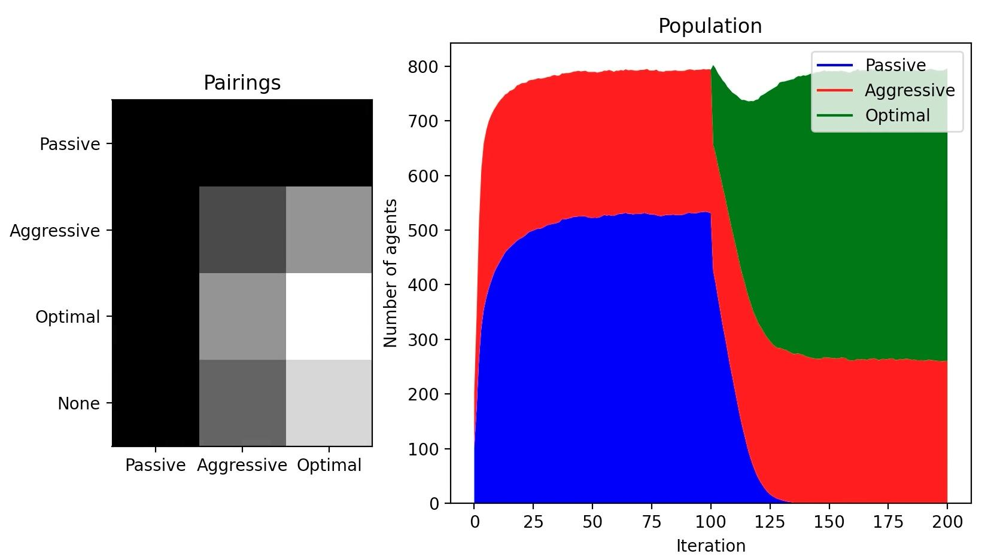 Pairings
Passive
Aggressive
Optimal
None
Passive Aggressive Optimal
Population
Number of agents
800
700
600
500
400
300
200
100
0
0 25 50 75 100 125 150 175 200
Iteration
Passive
Aggressive
Optimal